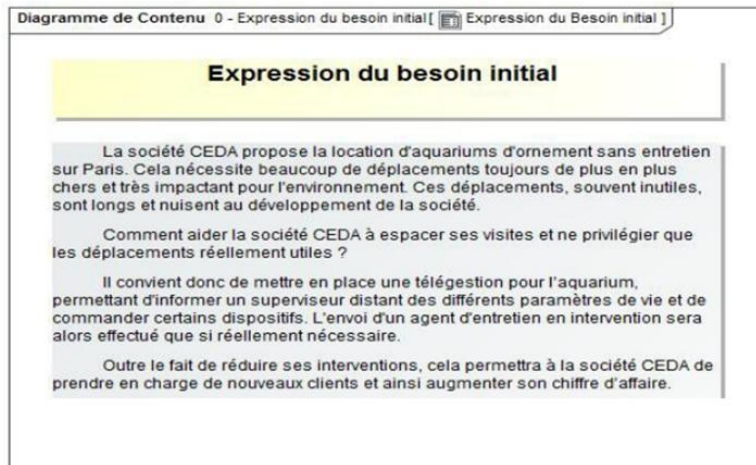 Diagramme de Contenu 0 - Expression du besoin initial[ Expression du Besoin initial ]
Expression du besoin initial
La société CEDA propose la location d'aquariums d'ornement sans entretien
sur Paris. Cela nécessite beaucoup de déplacements toujours de plus en plus
chers et très impactant pour l'environnement. Ces déplacements, souvent inutiles,
sont longs et nuisent au développement de la société.
Comment aider la société CEDA à espacer ses visites et ne privilégier que
les déplacements réellement utiles ?
Il convient donc de mettre en place une télégestion pour l'aquarium,
permettant d'informer un superviseur distant des différents paramètres de vie et de
commander certains dispositifs. L'envoi d'un agent d'entretien en intervention sera
alors effectué que si réellement nécessaire.
Outre le fait de réduire ses interventions, cela permettra à la société CEDA de
prendre en charge de nouveaux clients et ainsi augmenter son chiffre d'affaire.